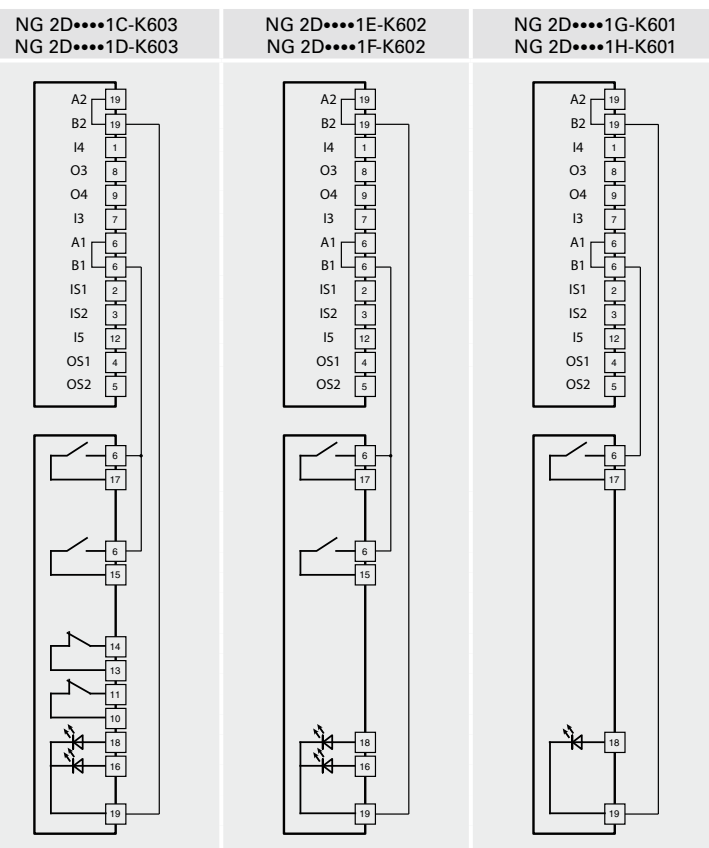 NG 2D••••1C-K603
NG 2D••••1D-K603
A2 19
B2 19
I4 1
O3 8
O4 9
I3 7
A1 6
B1 6
IS1 2
IS2 3
I5 12
OS1 4
OS2 5
6
17
6
15
14
13
11
10
18
16
19
NG 2D••••1E-K602
NG 2D••••1F-K602
A2 19
B2 19
I4 1
O3 8
O4 9
I3 7
A1 6
B1 6
IS1 2
IS2 3
I5 12
OS1 4
OS2 5
6
17
6
15
18
16
19
NG 2D••••1G-K601
NG 2D••••1H-K601
A2 19
B2 19
I4 1
O3 8
O4 9
I3 7
A1 6
B1 6
IS1 2
IS2 3
I5 12
OS1 4
OS2 5
6
17
18
19